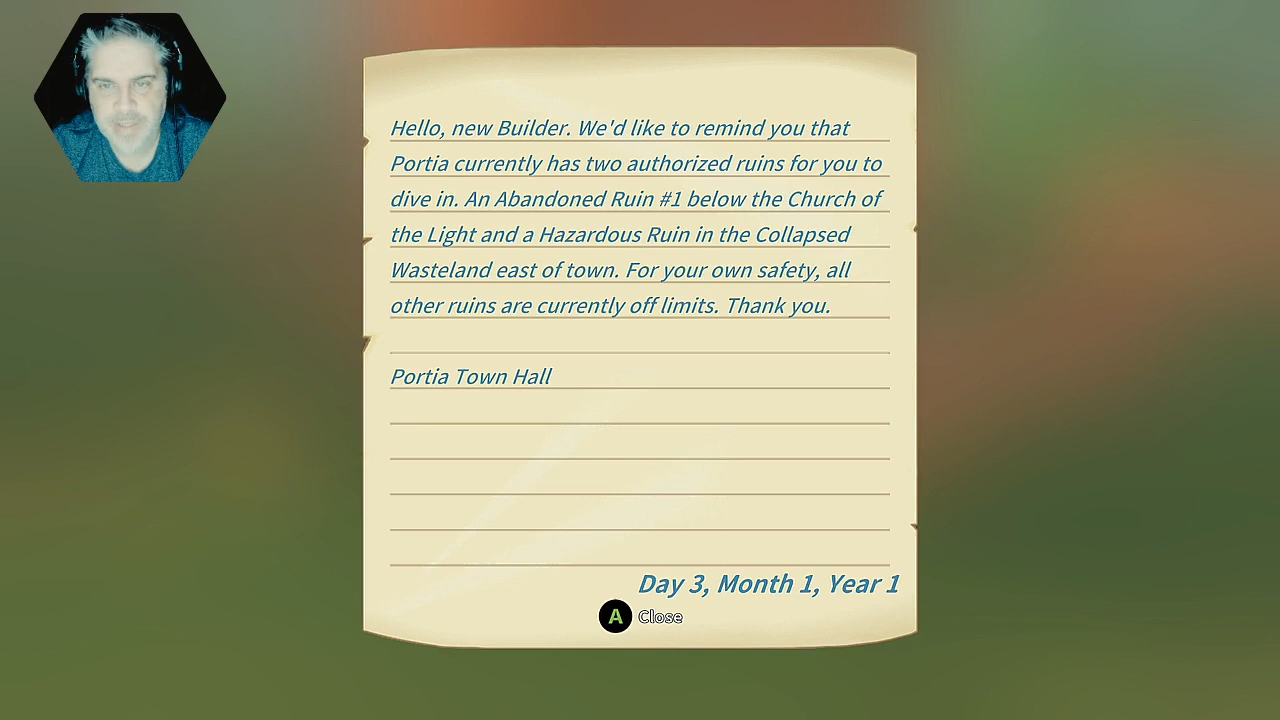 Hello, new Builder. We'd like to remind you that
Portia currently has two authorized ruins for you to
dive in. An Abandoned Ruin #1 below the Church of
the Light and a Hazardous Ruin in the Collapsed
Wasteland east of town. For your own safety, all
other ruins are currently off limits. Thank you.
Portia Town Hall
Day 3, Month 1, Year 1
A Close